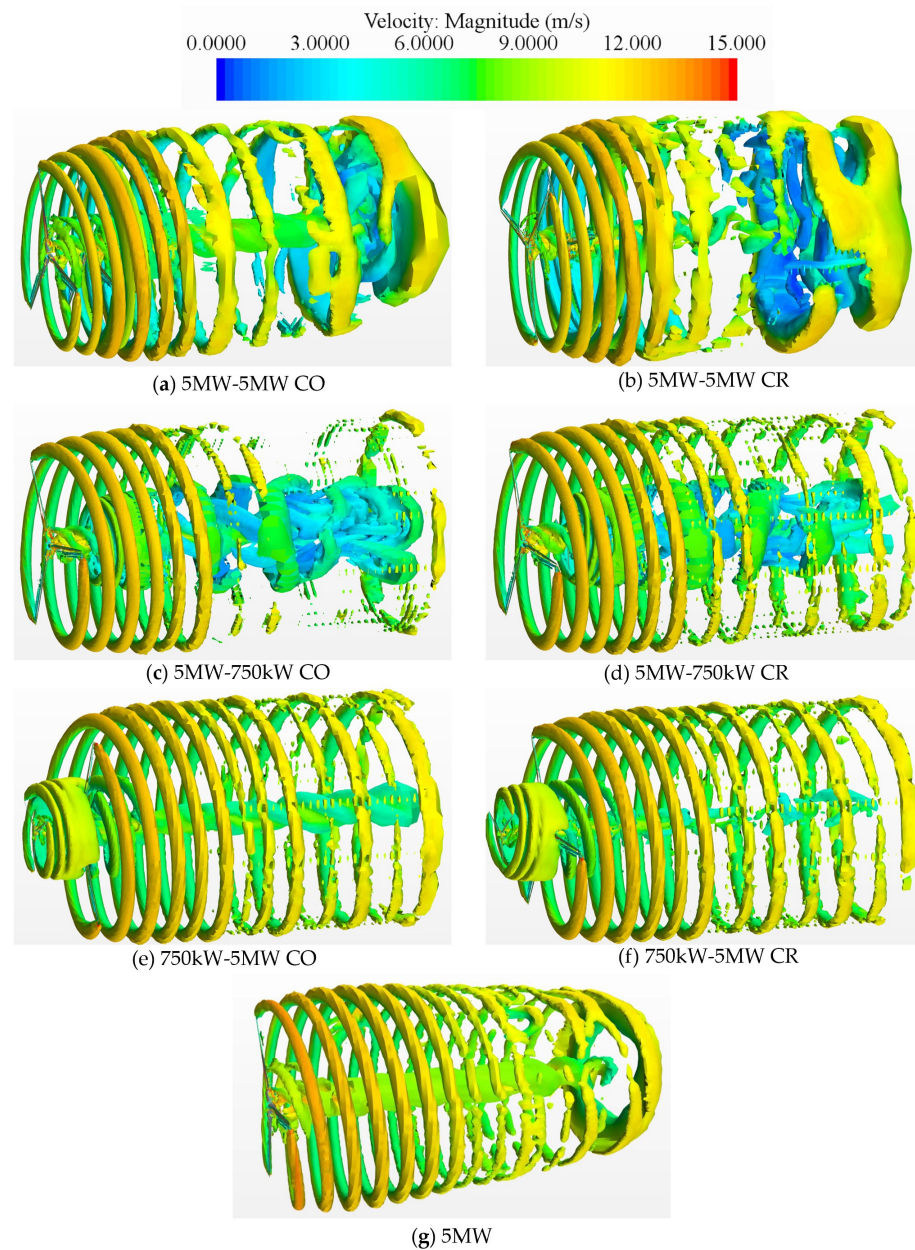 Velocity: Magnitude (m/s)
0.0000 3.0000 6.0000 9.0000 12.000 15.000
(a) 5MW-5MW CO
(b) 5MW-5MW CR
(c) 5MW-750kW CO
(d) 5MW-750kW CR
(e) 750kW-5MW CO
(f) 750kW-5MW CR
(g) 5MW